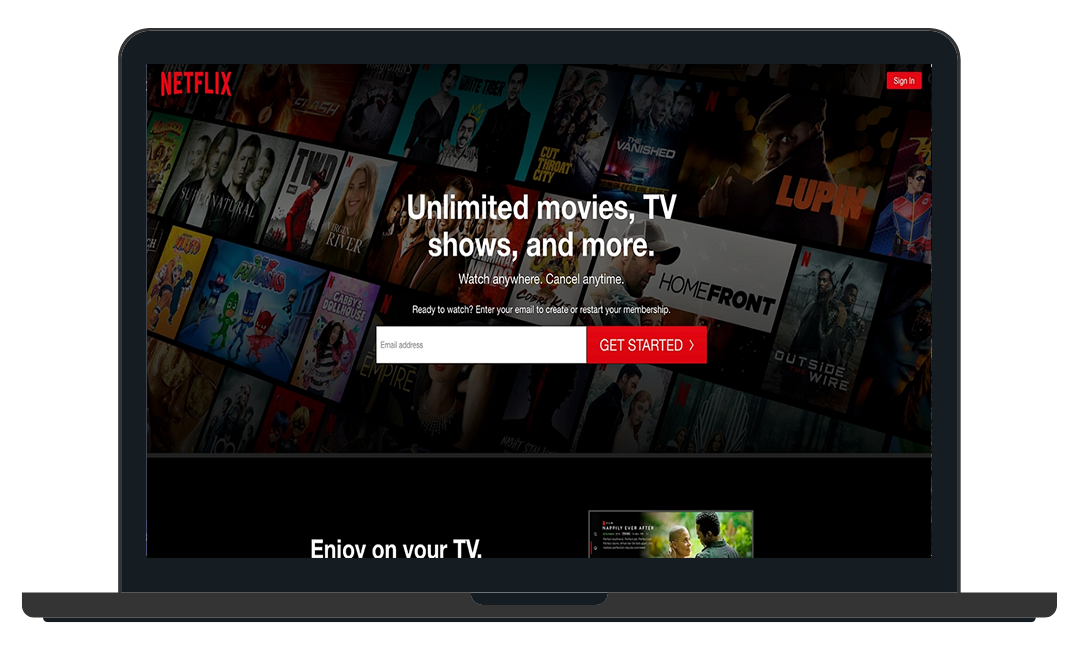 NETFLIX
Sign In
FLASH
WHITE TIGER
CUT
THROAT
CITY
THE
VANISHED
LUPIN
SUPERNATURAL
TWD
VIRGIN
RIVER
Unlimited movies, TV
shows, and more.
Watch anywhere. Cancel anytime.
Ready to watch? Enter your email to create or restart your membership.
Email address
GET STARTED
PJ MASKS
GABBY'S
DOLLHOUSE
COBRA KAI
HOMEFRONT
OUTSIDE
THE WIRE
EMPIRE
Enjoy on your TV.
NAPPILY EVER AFTER